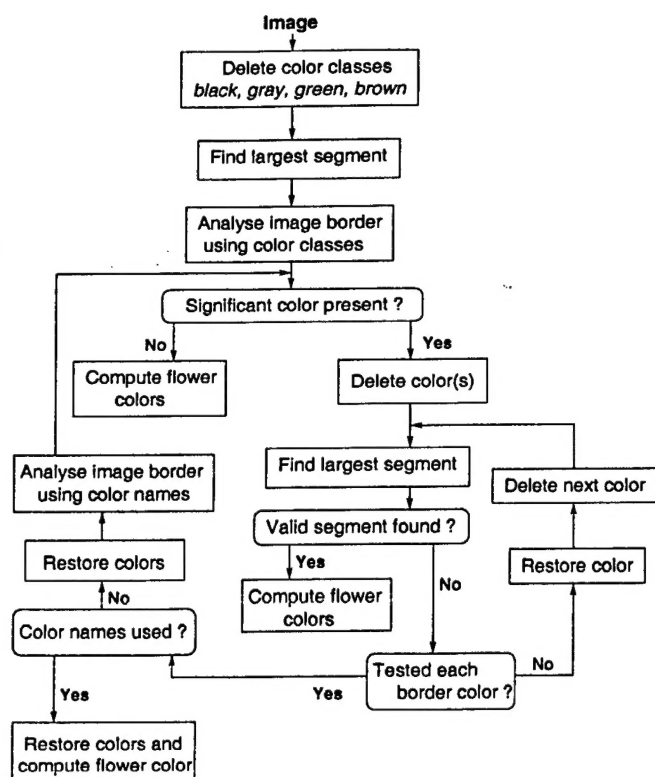 Image
Delete color classes
black, gray, green, brown
Find largest segment
Analyse image border
using color classes
Significant color present ?
No
Yes
Compute flower
colors
Delete color(s)
Analyse image border
using color names
Find largest segment
Delete next color
Valid segment found ?
Restore colors
Yes
No
Restore color
Compute flower
colors
No
Color names used ?
Tested each
border color ?
No
Yes
Yes
Restore colors and
compute flower color